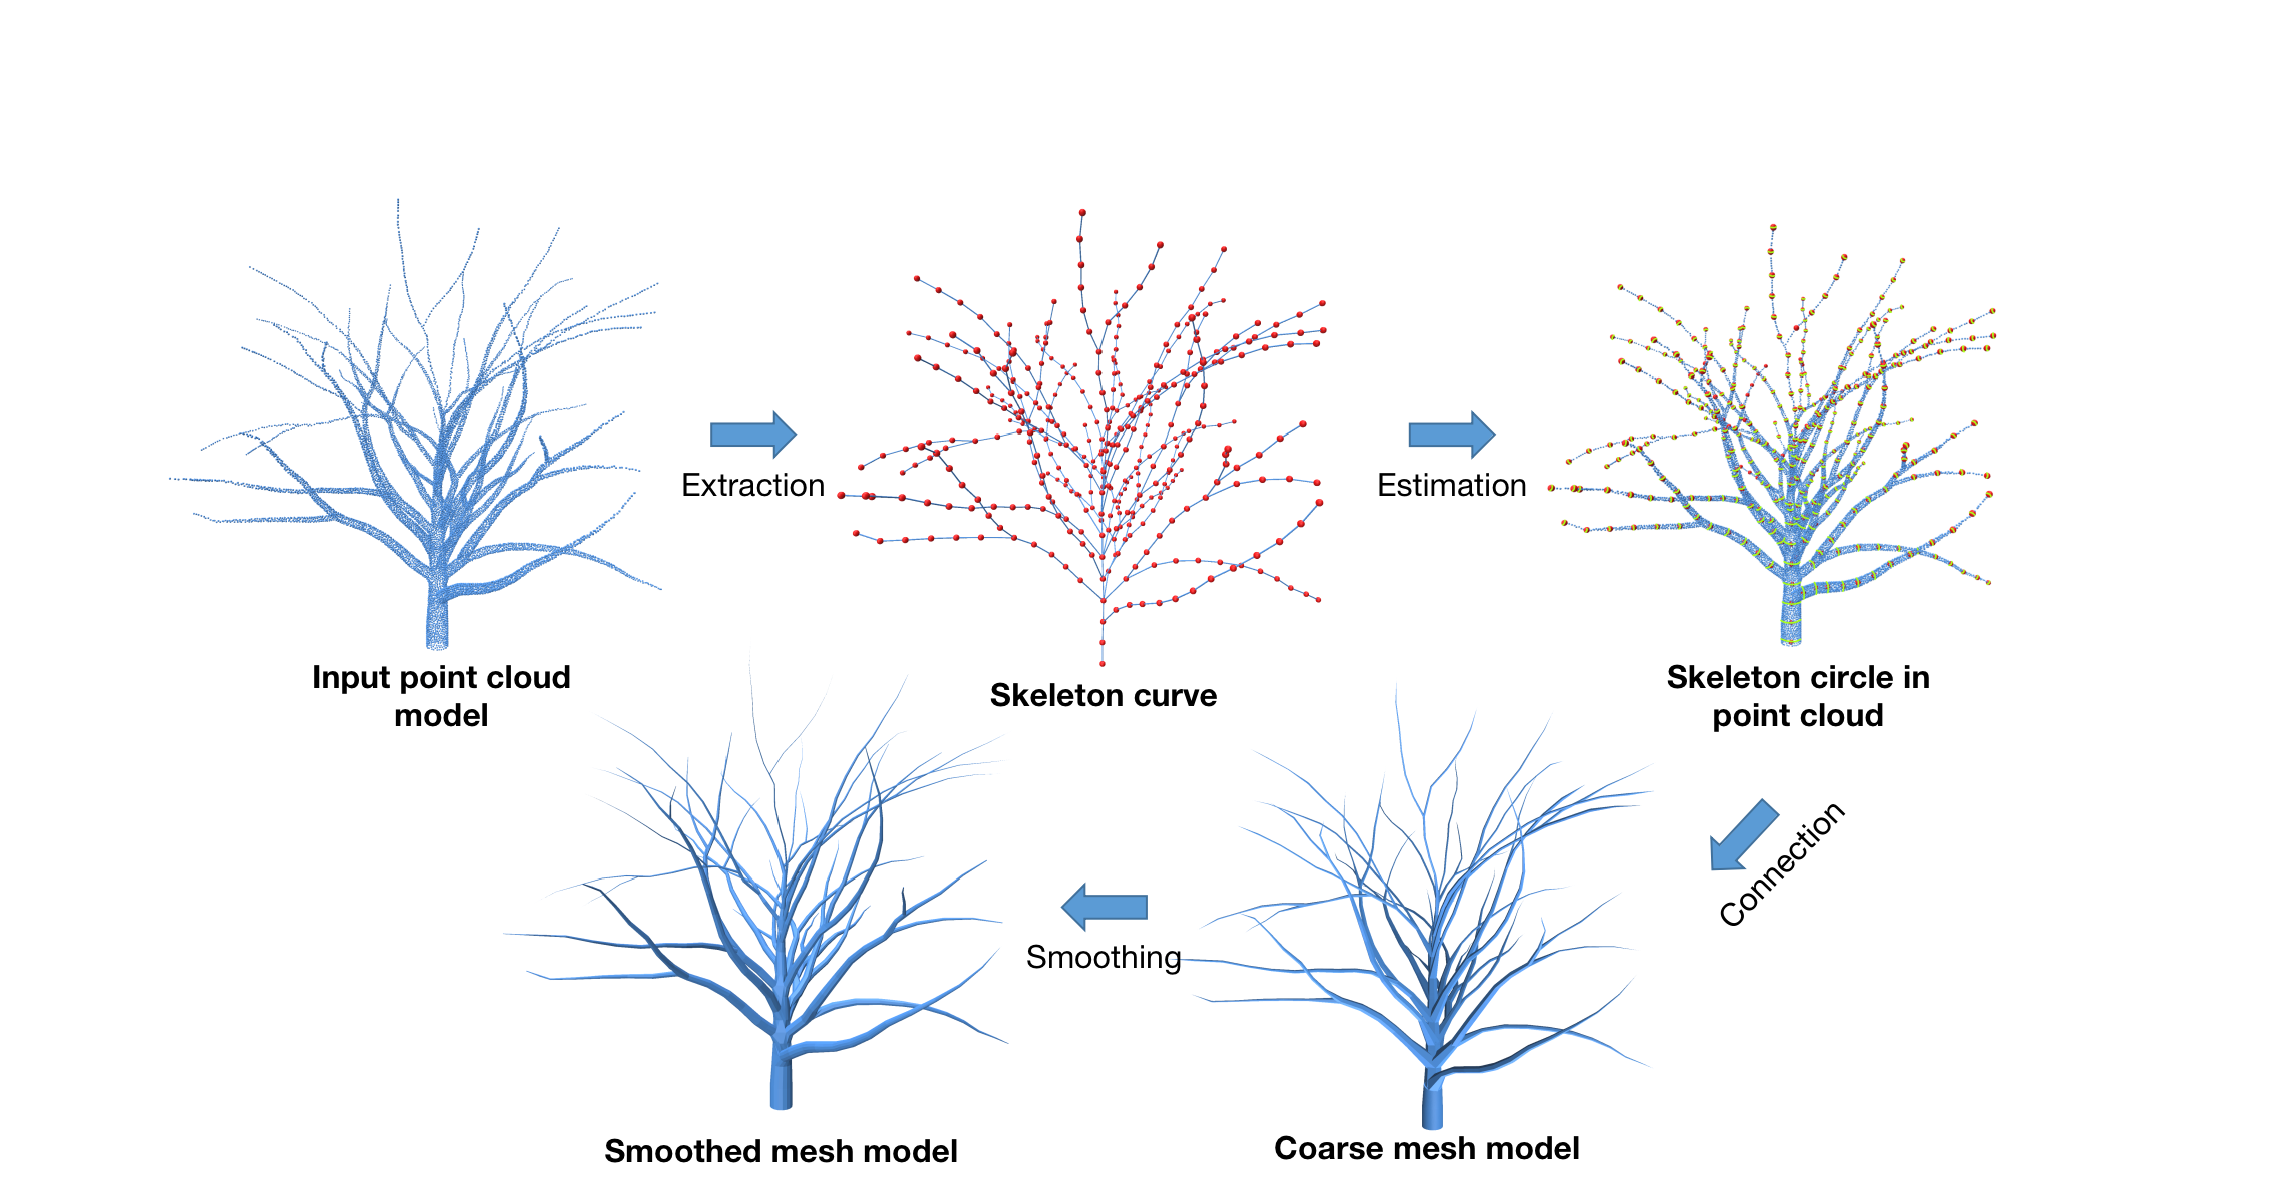 Extraction
Estimation
Input point cloud
model
Skeleton curve
Skeleton circle in
point cloud
Connection
Smoothing
Smoothed mesh model
Coarse mesh model